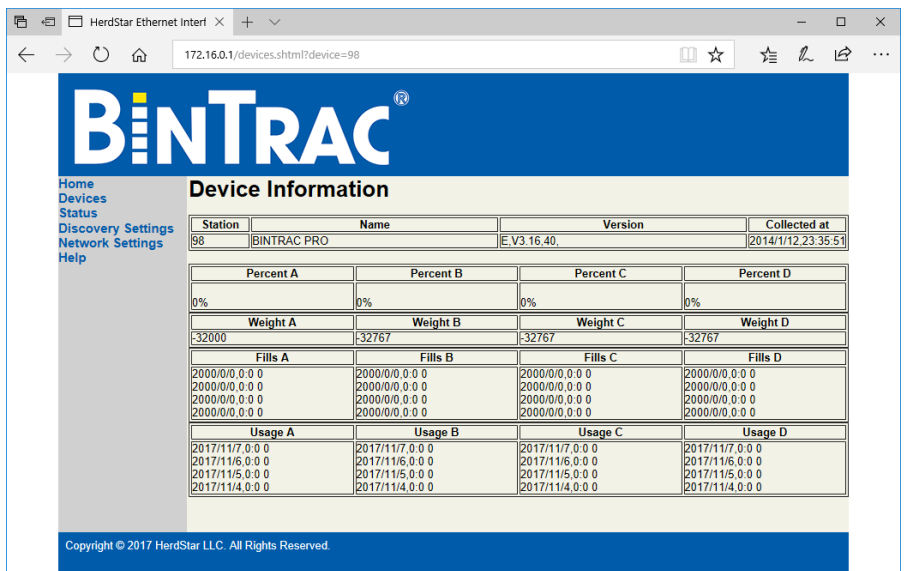 HerdStar Ethernet Interf
172.16.0.1/devices.shtml?device=98
BINTRAC®
Home
Devices
Status
Discovery Settings
Network Settings
Help
Device Information
Station Name Version Collected at
98 BINTRAC PRO E,V3.16,40, 2014/1/12,23:35:51
Percent A Percent B Percent C Percent D
0% 0% 0% 0%
Weight A Weight B Weight C Weight D
-32000 -32767 -32767 -32767
Fills A Fills B Fills C Fills D
2000/0/0,0:0 0 2000/0/0,0:0 0 2000/0/0,0:0 0 2000/0/0,0:0 0
2000/0/0,0:0 0 2000/0/0,0:0 0 2000/0/0,0:0 0 2000/0/0,0:0 0
2000/0/0,0:0 0 2000/0/0,0:0 0 2000/0/0,0:0 0 2000/0/0,0:0 0
2000/0/0,0:0 0 2000/0/0,0:0 0 2000/0/0,0:0 0 2000/0/0,0:0 0
Usage A Usage B Usage C Usage D
2017/11/7,0:0 0 2017/11/7,0:0 0 2017/11/7,0:0 0 2017/11/7,0:0 0
2017/11/6,0:0 0 2017/11/6,0:0 0 2017/11/6,0:0 0 2017/11/6,0:0 0
2017/11/5,0:0 0 2017/11/5,0:0 0 2017/11/5,0:0 0 2017/11/5,0:0 0
2017/11/4,0:0 0 2017/11/4,0:0 0 2017/11/4,0:0 0 2017/11/4,0:0 0
Copyright © 2017 HerdStar LLC. All Rights Reserved.